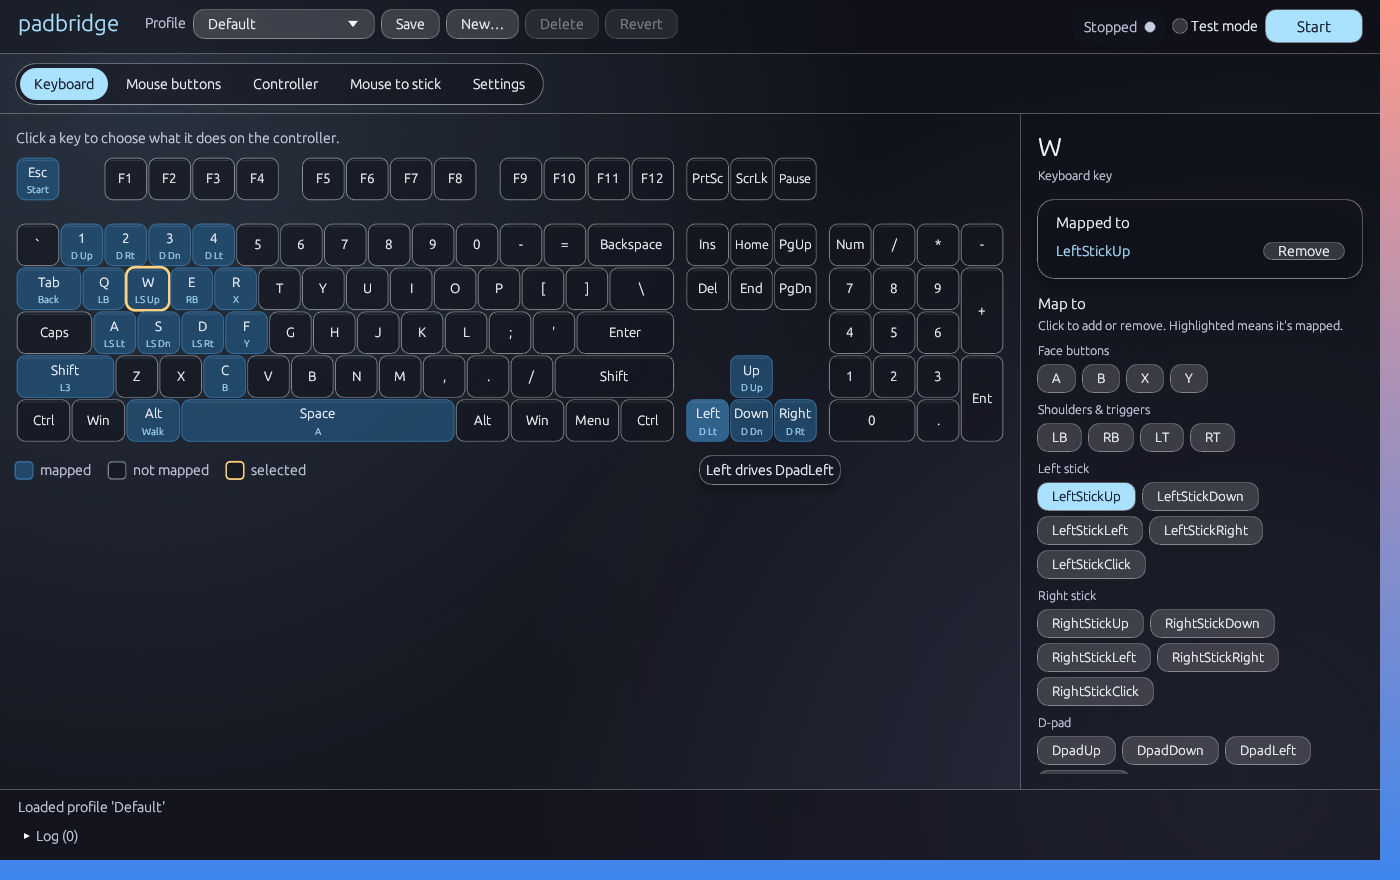 padbridge Profile Default Save New... Delete Revert Stopped Test mode Start
Keyboard Mouse buttons Controller Mouse to stick Settings
Click a key to choose what it does on the controller.
Esc F1 F2 F3 F4 F5 F6 F7 F8 F9 F10 F11 F12 PrtSc ScrLk Pause
Start
` 1 2 3 4 5 6 7 8 9 0 - = Backspace Ins Home PgUp Num / * -
D Up D Rt D Dn D Lt
Tab Q W E R T Y U I O P [ ] \ Del End PgDn 7 8 9 +
Back LB LS Up RB X
Caps A S D F G H J K L ; ' Enter 4 5 6
LS Lt LS Dn LS Rt Y
Shift Z X C V B N M , . / Shift Up 1 2 3 Ent
L3 B D Up
Ctrl Win Alt Space Alt Win Menu Ctrl Left Down Right 0 .
Walk A D Lt D Dn D Rt
mapped not mapped selected
Left drives DpadLeft
W
Keyboard key
Mapped to
LeftStickUp Remove
Map to
Click to add or remove. Highlighted means it's mapped.
Face buttons
A B X Y
Shoulders & triggers
LB RB LT RT
Left stick
LeftStickUp LeftStickDown
LeftStickLeft LeftStickRight
LeftStickClick
Right stick
RightStickUp RightStickDown
RightStickLeft RightStickRight
RightStickClick
D-pad
DpadUp DpadDown DpadLeft
Loaded profile 'Default'
Log (0)